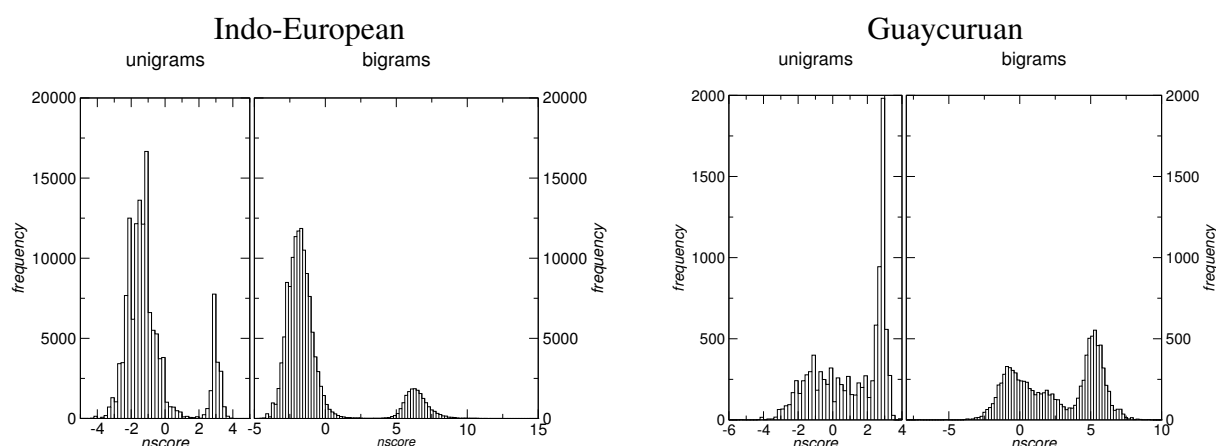 Indo-European
unigrams bigrams
20000 20000
15000 15000
10000 10000
5000 5000
0 0
frequency
frequency
-4 -2 0 2 4 -5 0 5 10 15
nscore nscore
Guaycuruan
unigrams bigrams
2000 2000
1500 1500
1000 1000
500 500
0 0
frequency
frequency
-6 -4 -2 0 2 4 -5 0 5 10
nscore nscore